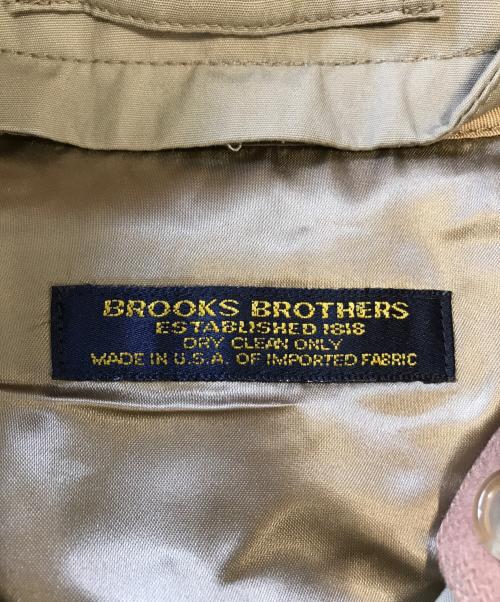 BROOKS BROTHERS
ESTABLISHED 1818
DRY CLEAN ONLY
MADE IN U.S.A. OF IMPORTED FABRIC